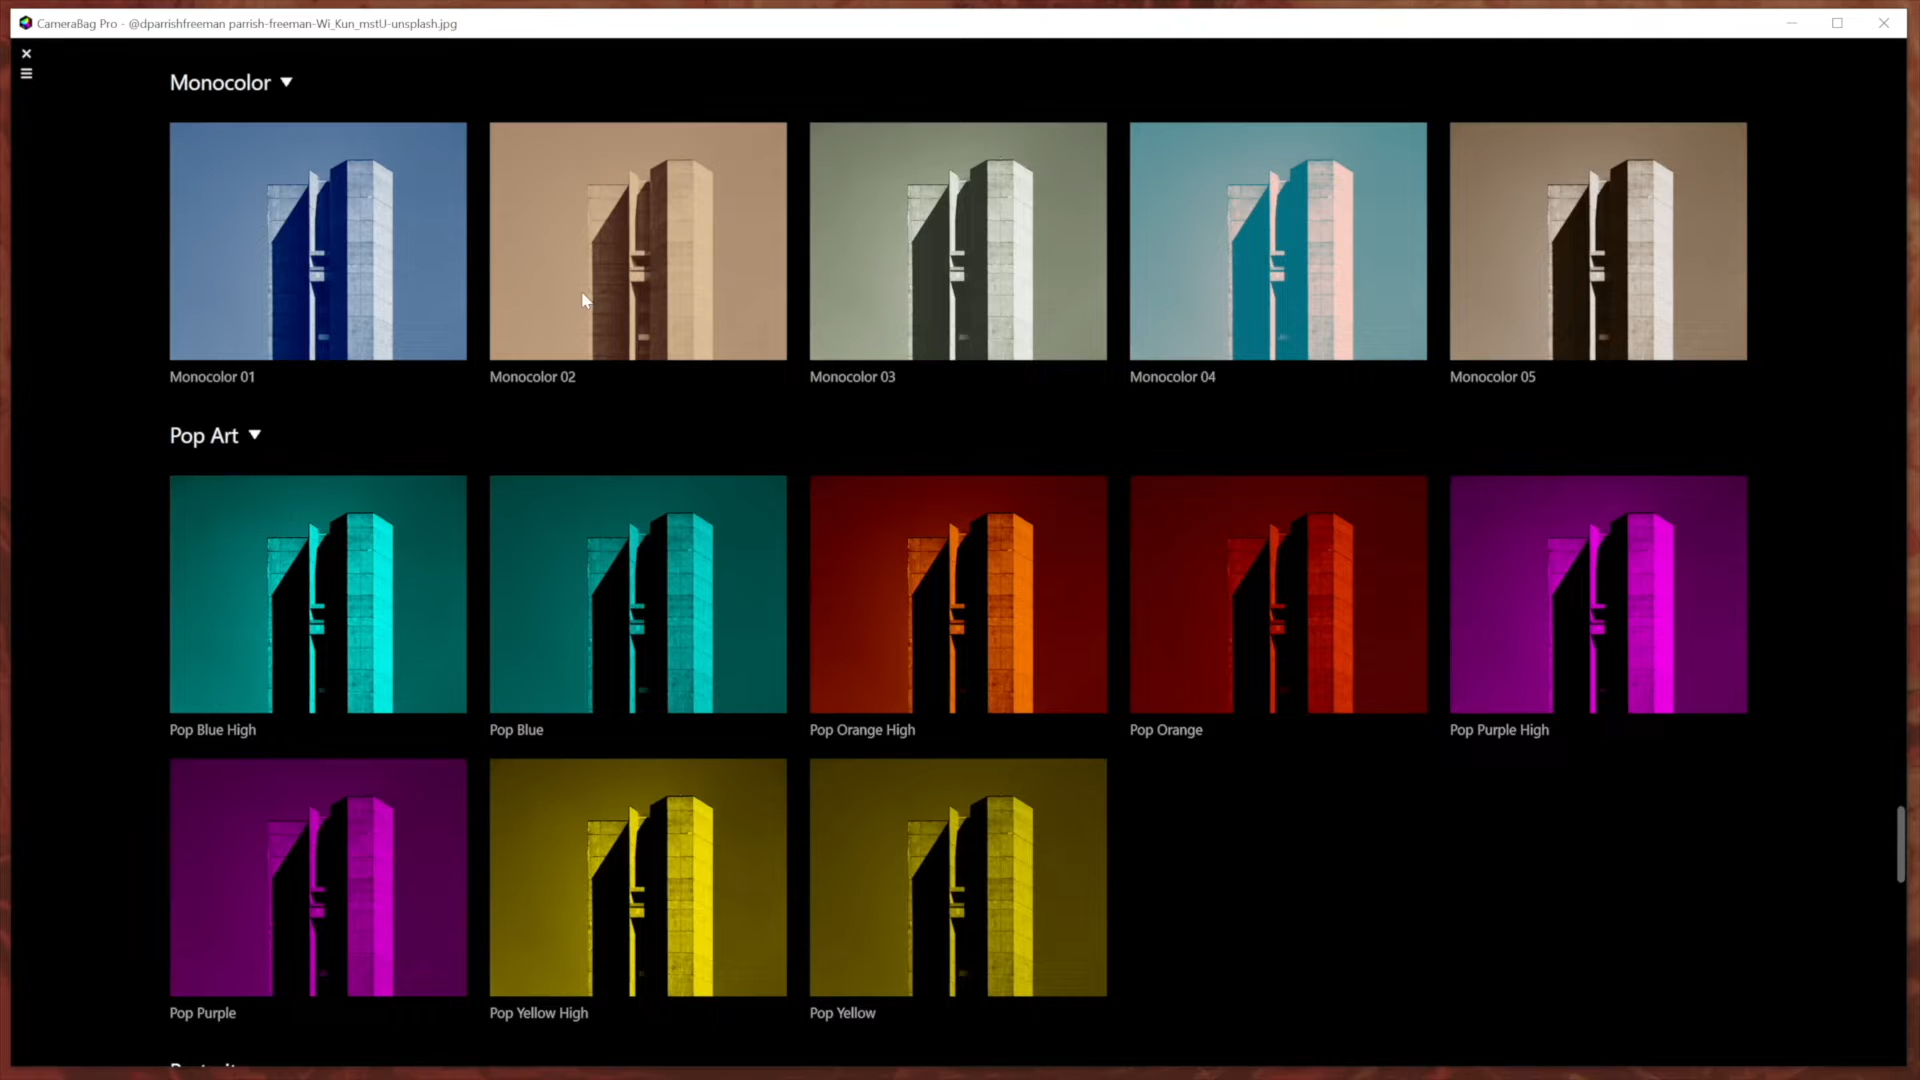 CameraBag Pro - @dparrishfreeman parrish-freeman-Wi_Kun_mstU-unsplash.jpg
Monocolor
Monocolor 01
Monocolor 02
Monocolor 03
Monocolor 04
Monocolor 05
Pop Art
Pop Blue High
Pop Blue
Pop Orange High
Pop Orange
Pop Purple High
Pop Purple
Pop Yellow High
Pop Yellow